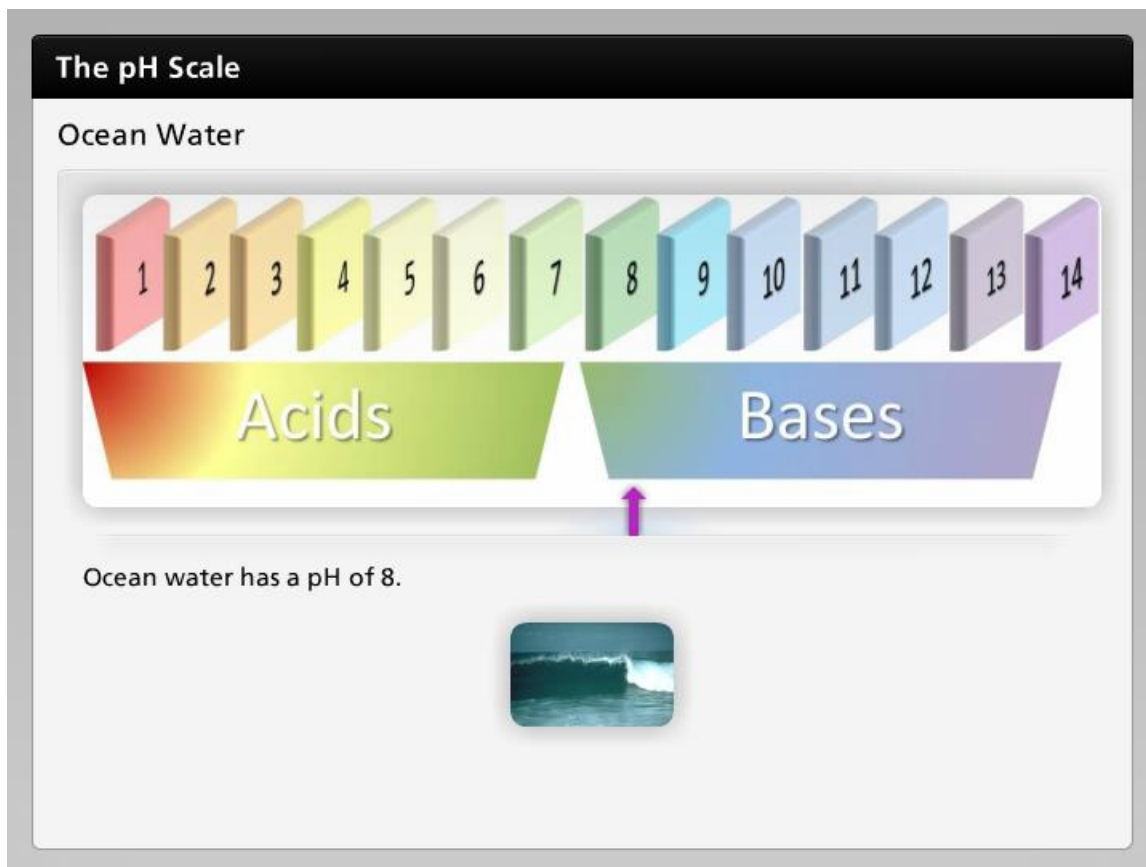 The pH Scale
Ocean Water
1 2 3 4 5 6 7 8 9 10 11 12 13 14
Acids Bases
Ocean water has a pH of 8.